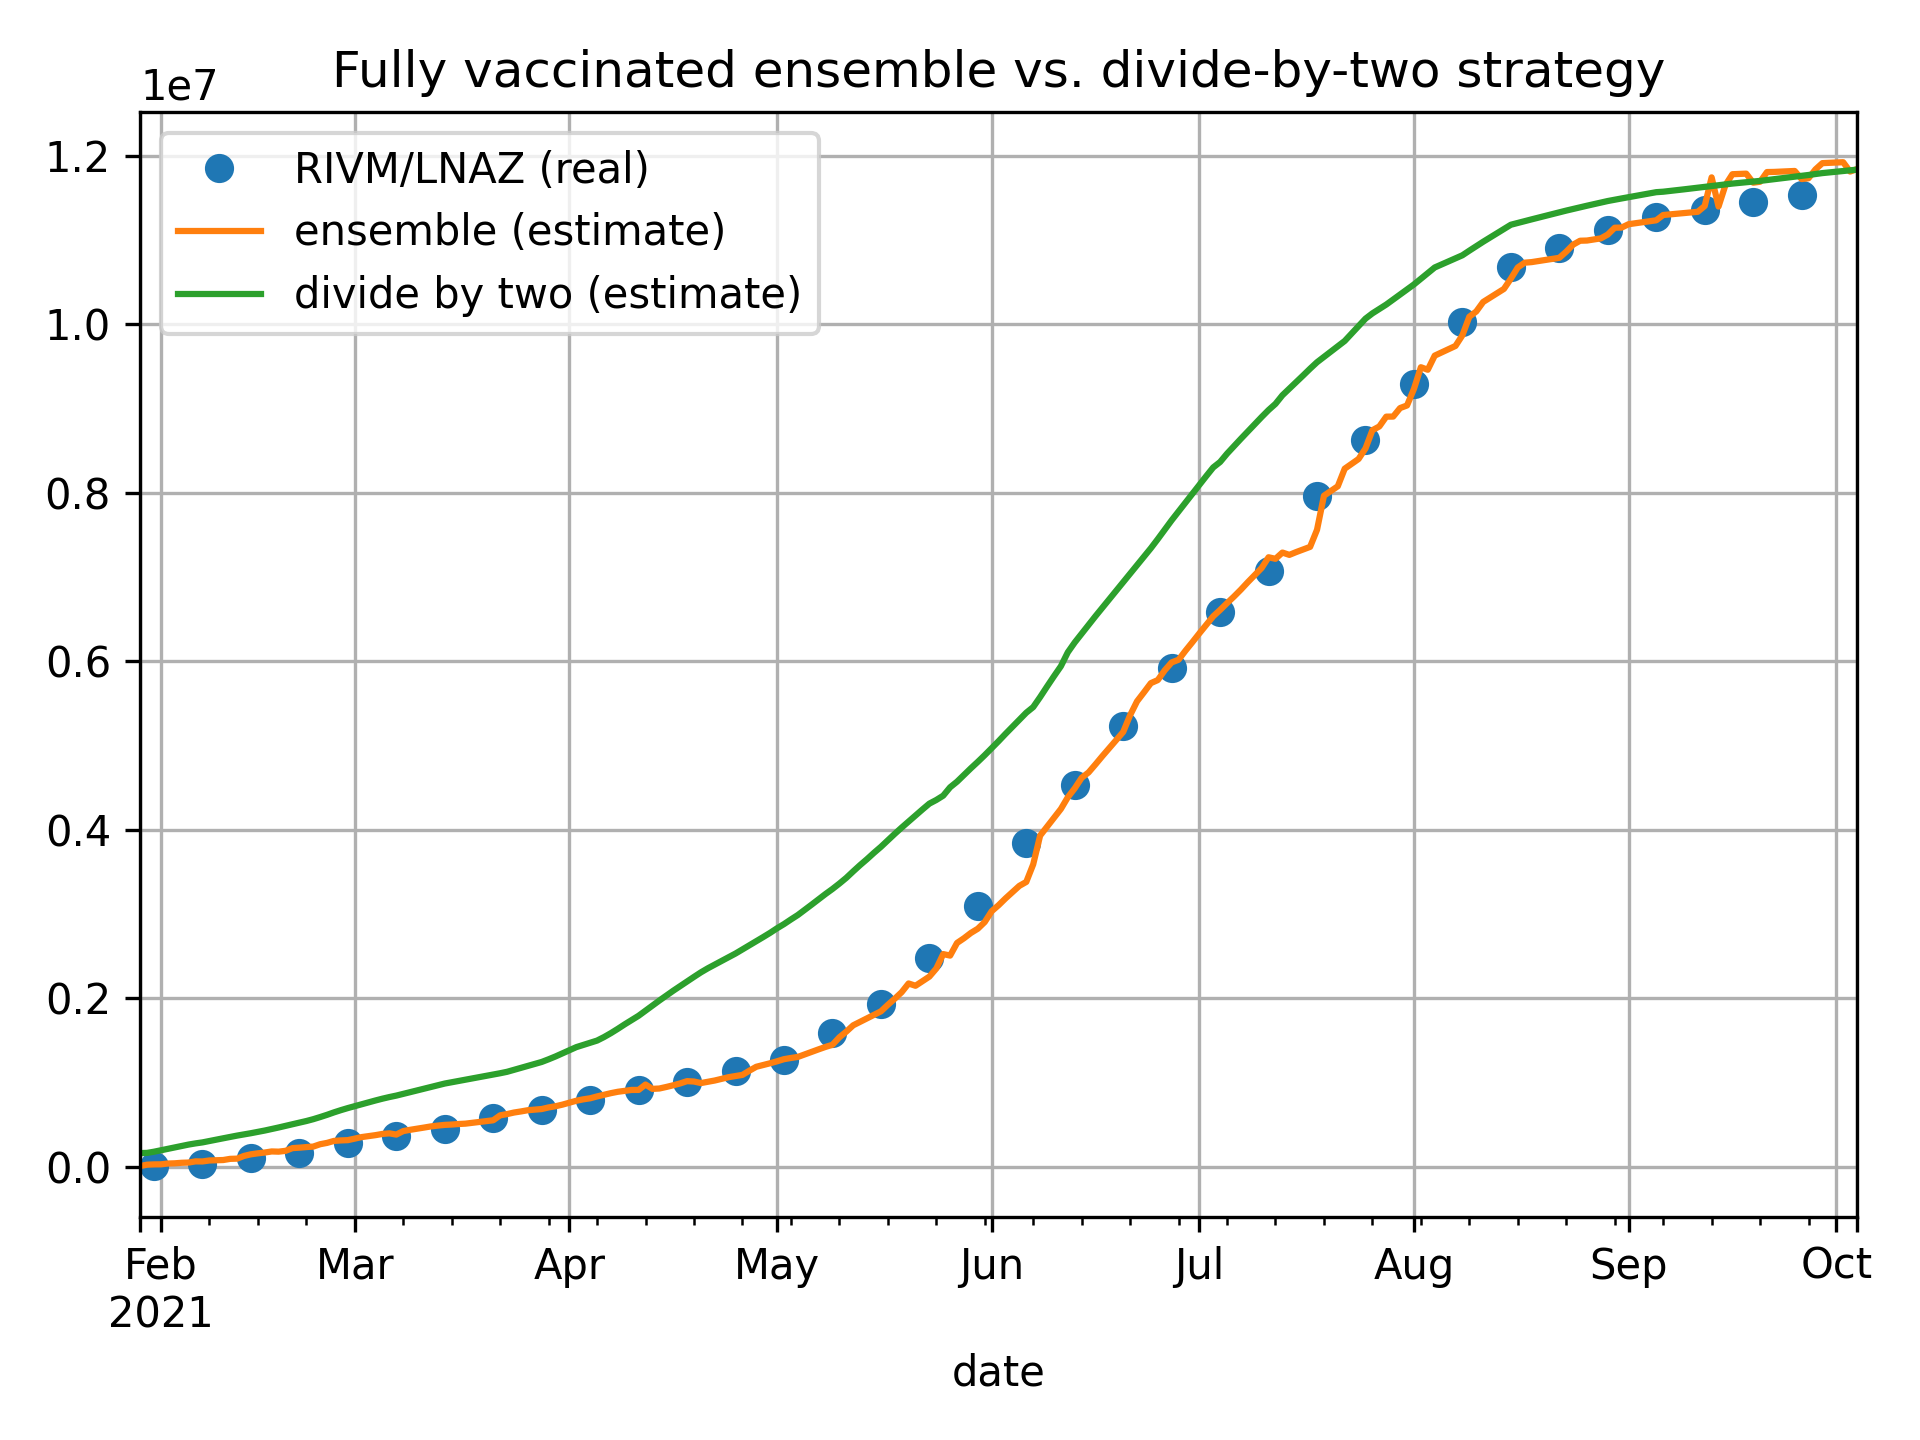 Fully vaccinated ensemble vs. divide-by-two strategy
1e7
RIVM/LNAZ (real)
ensemble (estimate)
divide by two (estimate)
1.2
1.0
0.8
0.6
0.4
0.2
0.0
Feb Mar Apr May Jun Jul Aug Sep Oct
2021
date